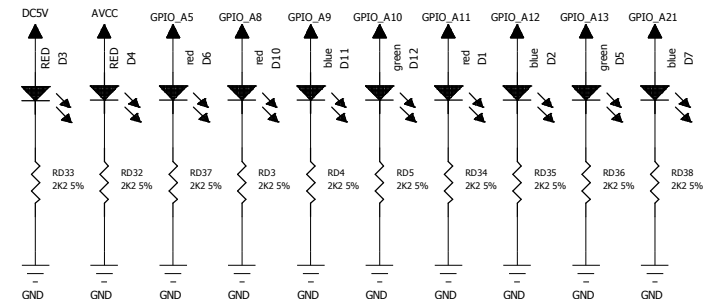 DC5V
AVCC
GPIO_A5
GPIO_A8
GPIO_A9
GPIO_A10
GPIO_A11
GPIO_A12
GPIO_A13
GPIO_A21
RED
D3
RED
D4
red
D6
red
D10
blue
D11
green
D12
red
D1
blue
D2
green
D5
blue
D7
RD33
2K2 5%
RD32
2K2 5%
RD37
2K2 5%
RD3
2K2 5%
RD4
2K2 5%
RD5
2K2 5%
RD34
2K2 5%
RD35
2K2 5%
RD36
2K2 5%
RD38
2K2 5%
GND
GND
GND
GND
GND
GND
GND
GND
GND
GND